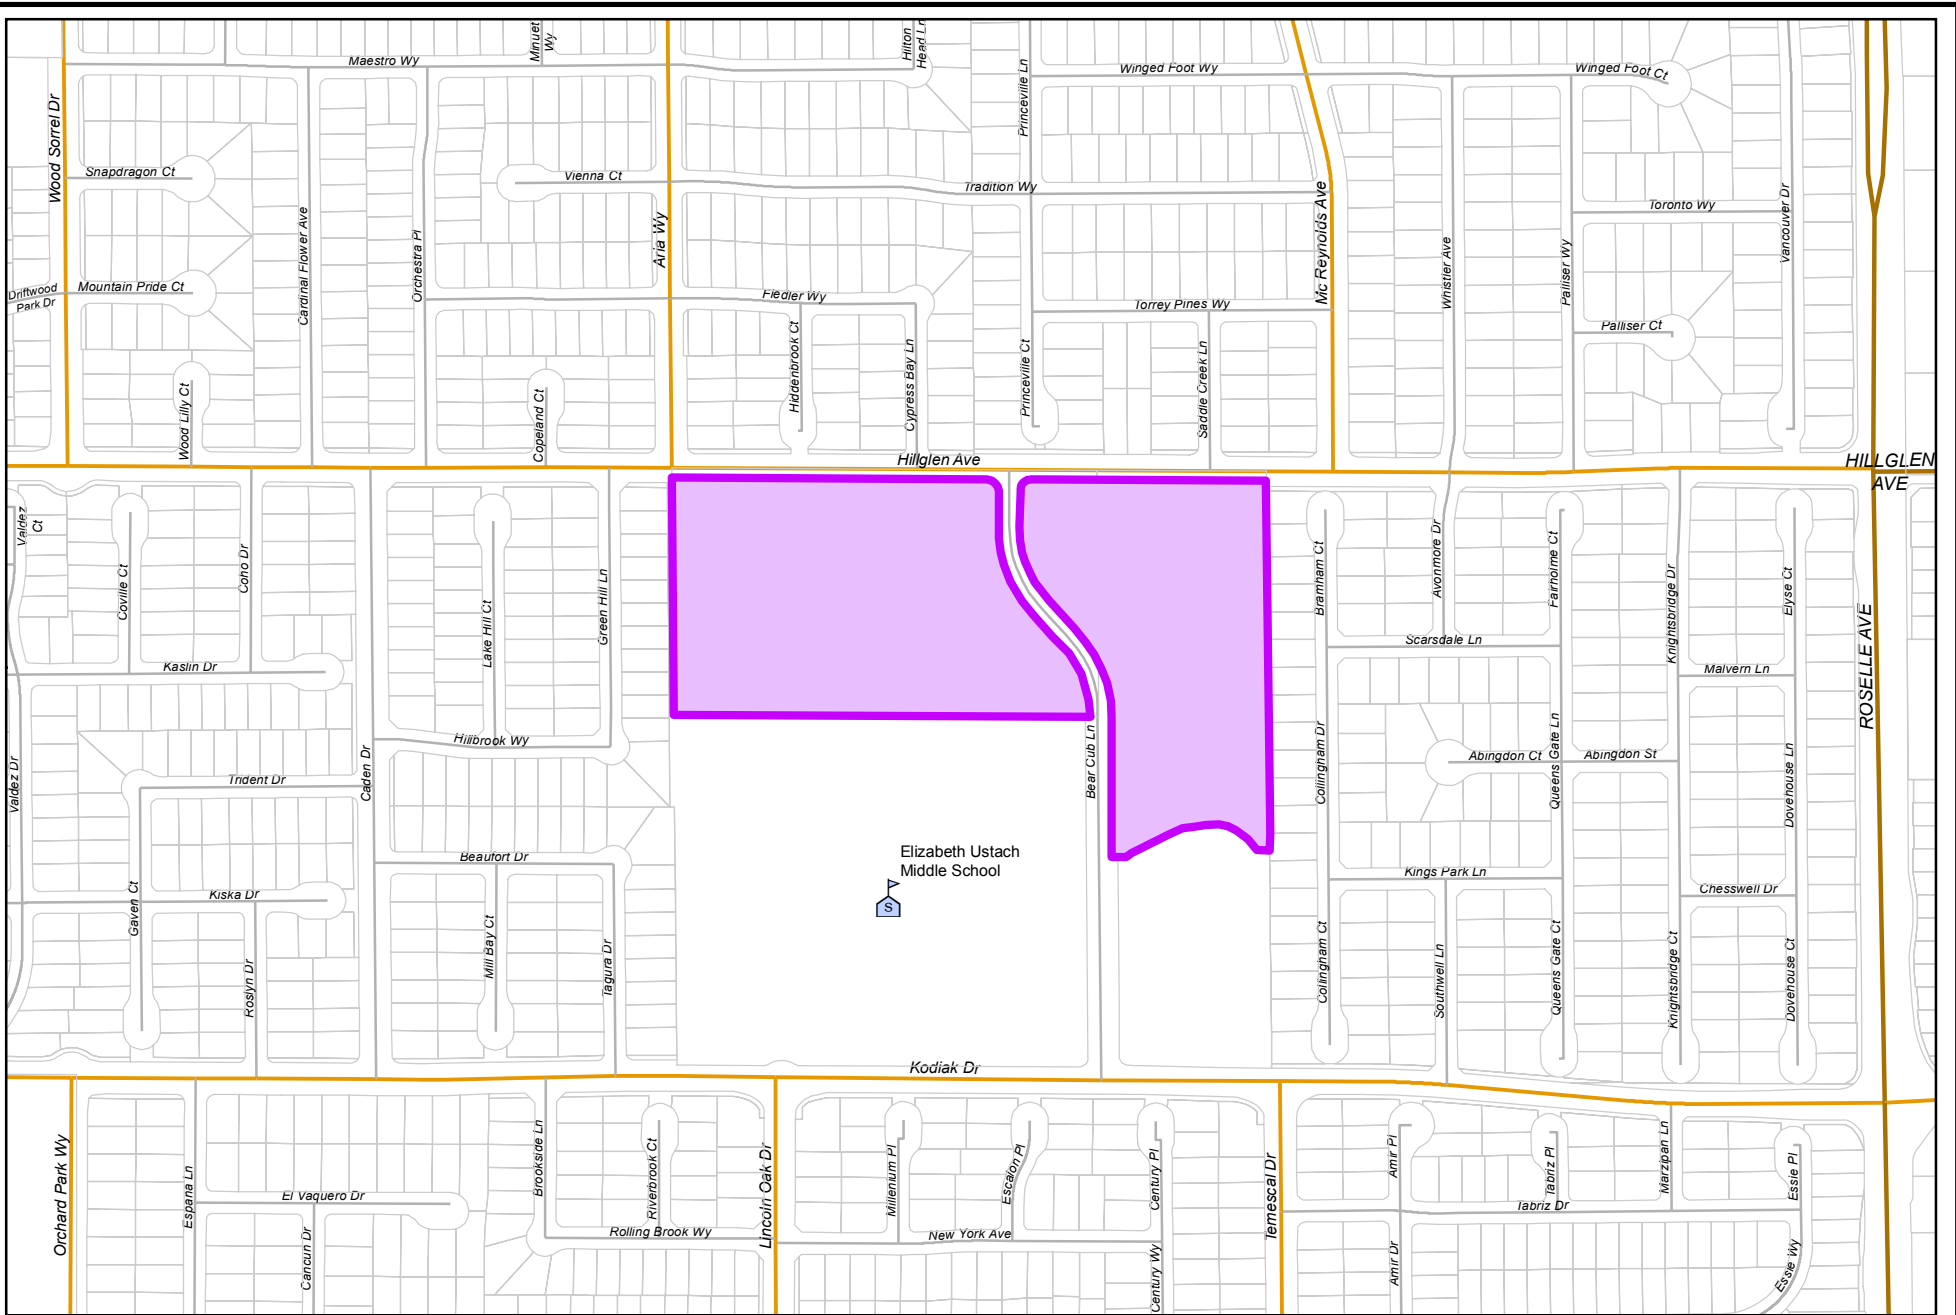 Maestro Wy
Minuet
Wy
Hilton
Head Ln
Princeville Ln
Winged Foot Wy
Winged Foot Ct
Wood Sorrel Dr
Snapdragon Ct
Cardinal Flower Ave
Orchestra Pl
Vienna Ct
Aria Wy
Tradition Wy
Mc Reynolds Ave
Whistler Ave
Palliser Wy
Toronto Wy
Vancouver Dr
Driftwood
Park Dr
Mountain Pride Ct
Fiedler Wy
Torrey Pines Wy
Palliser Ct
Wood Lilly Ct
Copeland Ct
Hiddenbrook Ct
Cypress Bay Ln
Princeville Ct
Saddle Creek Ln
Hillglen Ave
HILLGLEN
AVE
Valdez
Ct
Coville Ct
Coho Dr
Lake Hill Ct
Green Hill Ln
Bramham Ct
Avonmore Dr
Fairholme Ct
Knightsbridge Dr
Elyse Ct
ROSELLE AVE
Kaslin Dr
Scarsdale Ln
Malvern Ln
Hillbrook Wy
Valdez Dr
Trident Dr
Caden Dr
Bear Cub Ln
Collingham Dr
Abingdon Ct
Queens Gate Ln
Abingdon St
Dovehouse Ln
Elizabeth Ustach
Middle School
S
Beaufort Dr
Kings Park Ln
Chesswell Dr
Gaven Ct
Kiska Dr
Roslyn Dr
Mill Bay Ct
Tagura Dr
Collingham Ct
Southwell Ln
Queens Gate Ct
Knightsbridge Ct
Dovehouse Ct
Kodiak Dr
Orchard Park Wy
Espana Ln
El Vaquero Dr
Cancun Dr
Brookside Ln
Riverbrook Ct
Rolling Brook Wy
Lincoln Oak Dr
Millenium Pl
Escalon Pl
New York Ave
Century Pl
Century Wy
Temescal Dr
Amir Pl
Amir Dr
Tabriz Pl
Tabriz Dr
Marzipan Ln
Essie Pl
Essie Wy